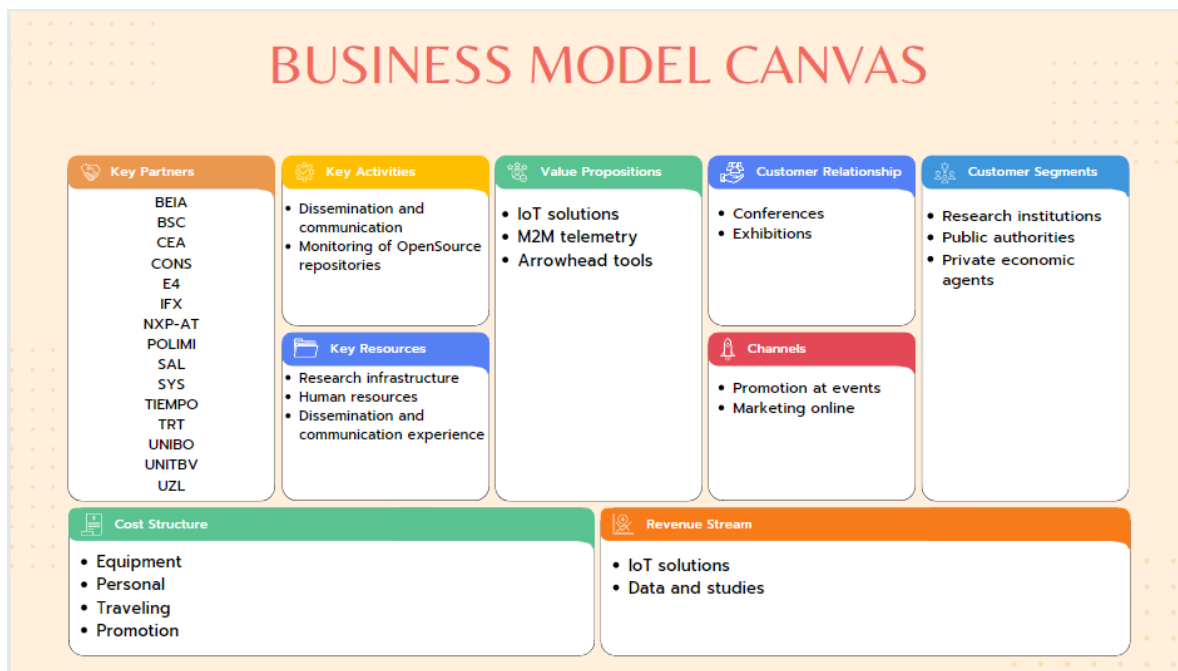 BUSINESS MODEL CANVAS
Key Partners
BEIA
BSC
CEA
CONS
E4
IFX
NXP-AT
POLIMI
SAL
SYS
TIEMPO
TRT
UNIBO
UNITBV
UZL
Key Activities
• Dissemination and
communication
• Monitoring of OpenSource
repositories
Key Resources
• Research infrastructure
• Human resources
• Dissemination and
communication experience
Value Propositions
• IoT solutions
• M2M telemetry
• Arrowhead tools
Customer Relationship
• Conferences
• Exhibitions
Channels
• Promotion at events
• Marketing online
Customer Segments
• Research institutions
• Public authorities
• Private economic
agents
Cost Structure
• Equipment
• Personal
• Traveling
• Promotion
Revenue Stream
• IoT solutions
• Data and studies